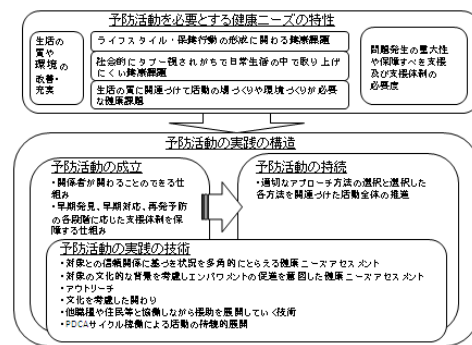 予防活動を必要とする健康ニーズの特性
生活の
質や
環境の
改善・
充実
ライフスタイル・保健行動の形成に関わる健康課題
社会的にタブー視されがちで日常生活の中で取り上げ
にくい健康課題
生活の質に関連づけて活動の場づくりや環境づくりが必要
な健康課題
問題発生の重大性
や保障すべき支援
及び支援体制の
必要度
予防活動の実践の構造
予防活動の成立
・関係者が関わることのできる仕
組み
・早期発見、早期対応、再発予防
の各段階に応じた支援体制を保
障する仕組み
予防活動の持続
・適切なアプローチ方法の選択と選択した
各方法を関連づけた活動全体の推進
予防活動の実践の技術
・対象との信頼関係に基づき状況を多角的にとらえる健康ニーズアセスメント
・対象の文化的な背景を考慮しエンパワメントの促進を意図した健康ニーズアセスメント
・アウトリーチ
・文化を考慮した関わり
・他職種や住民等と協働しながら援助を展開していく技術
・PDCAサイクル稼働による活動の持続的展開